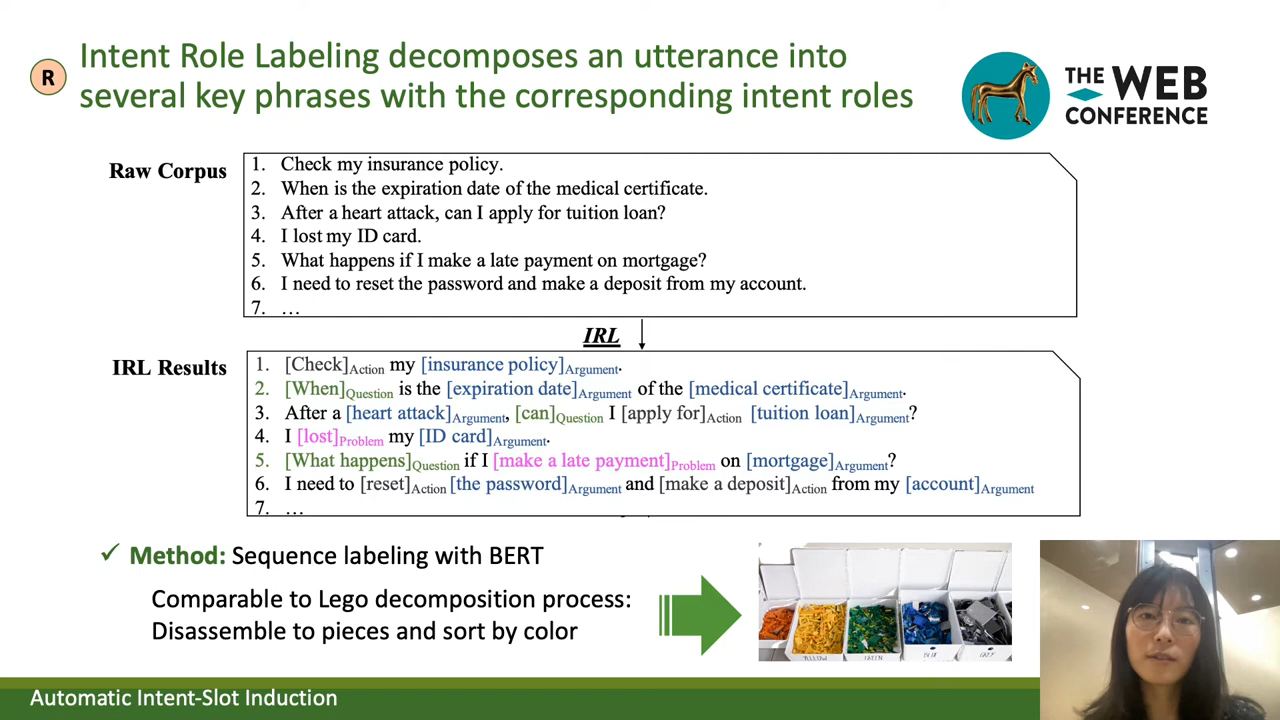 R
Intent Role Labeling decomposes an utterance into
several key phrases with the corresponding intent roles
THE WEB
CONFERENCE
Raw Corpus
1. Check my insurance policy.
2. When is the expiration date of the medical certificate.
3. After a heart attack, can I apply for tuition loan?
4. I lost my ID card.
5. What happens if I make a late payment on mortgage?
6. I need to reset the password and make a deposit from my account.
7. …
IRL
IRL Results
1. [Check]Action my [insurance policy]Argument.
2. [When]Question is the [expiration date]Argument of the [medical certificate]Argument.
3. After a [heart attack]Argument, [can]Question I [apply for]Action [tuition loan]Argument?
4. I [lost]Problem my [ID card]Argument.
5. [What happens]Question if I [make a late payment]Problem on [mortgage]Argument?
6. I need to [reset]Action [the password]Argument and [make a deposit]Action from my [account]Argument
7. …
✓ Method: Sequence labeling with BERT
Comparable to Lego decomposition process:
Disassemble to pieces and sort by color
YELLOW GREEN BLUE GREY
Automatic Intent-Slot Induction